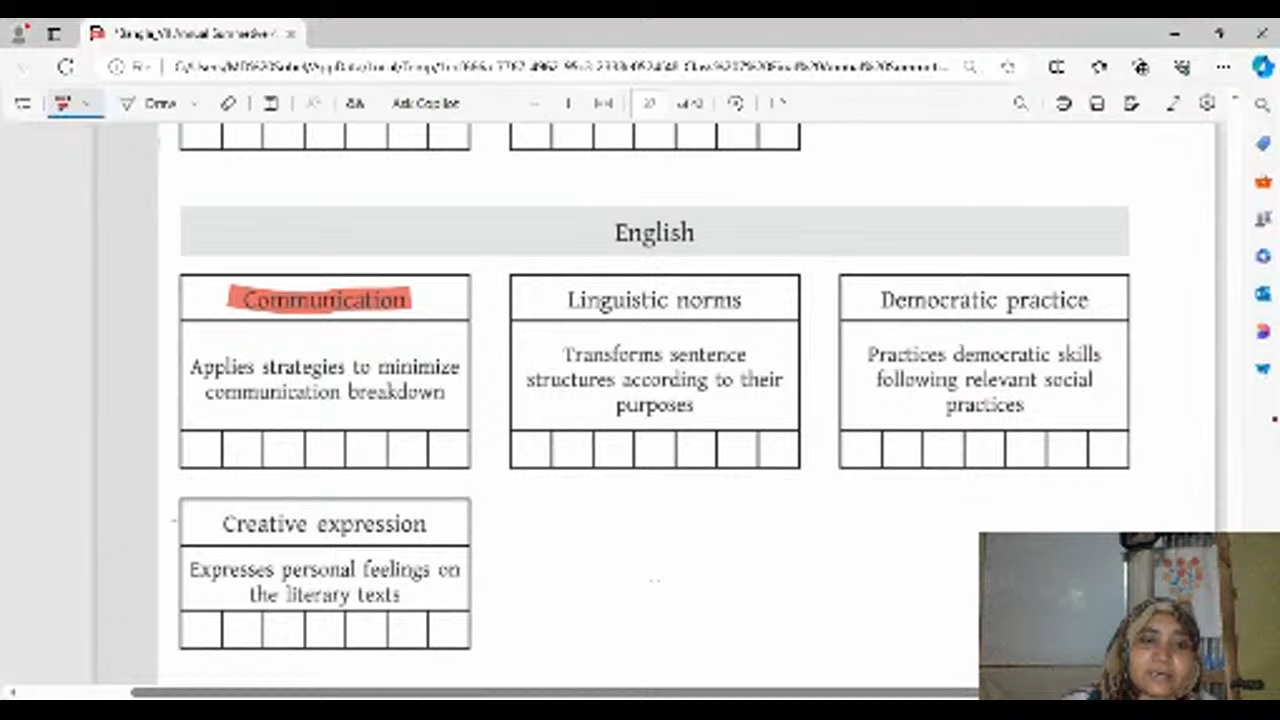 Draw
Ask Copilot
English
Communication
Applies strategies to minimize
communication breakdown
Linguistic norms
Transforms sentence
structures according to their
purposes
Democratic practice
Practices democratic skills
following relevant social
practices
Creative expression
Expresses personal feelings on
the literary texts